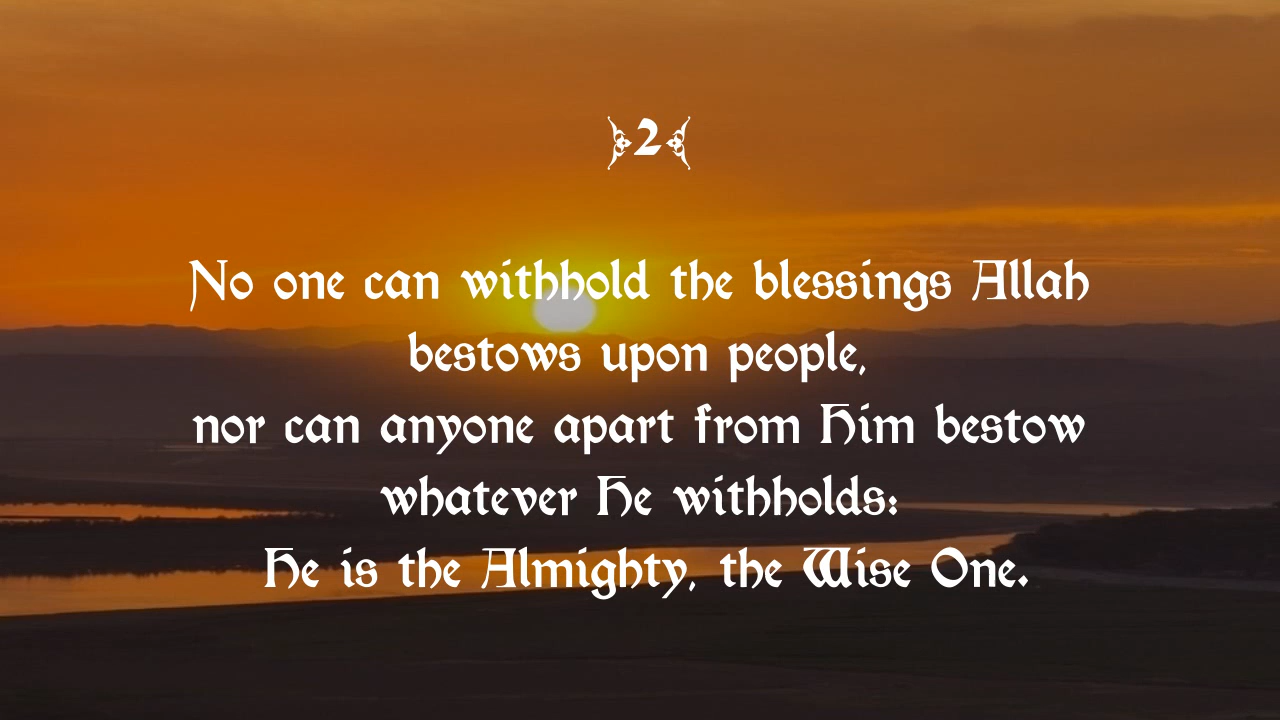 2
No one can withhold the blessings Allah
bestows upon people,
nor can anyone apart from Him bestow
whatever He withholds:
He is the Almighty, the Wise One.